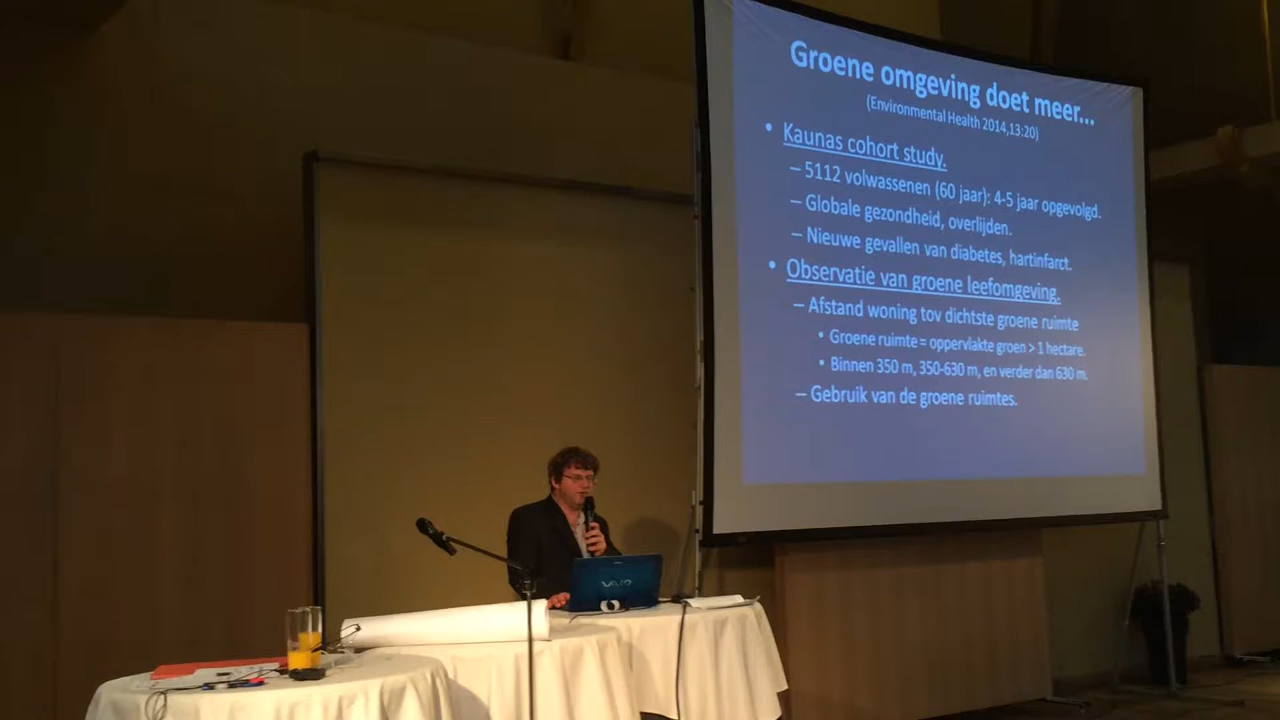 Groene omgeving doet meer...
(Environmental Health 2014,13:20)
• Kaunas cohort study.
– 5112 volwassenen (60 jaar): 4-5 jaar opgevolgd.
– Globale gezondheid, overlijden.
– Nieuwe gevallen van diabetes, hartinfarct.
• Observatie van groene leefomgeving.
– Afstand woning tov dichtste groene ruimte
• Groene ruimte = oppervlakte groen > 1 hectare.
• Binnen 350 m, 350-630 m, en verder dan 630 m.
– Gebruik van de groene ruimtes.
VAIO